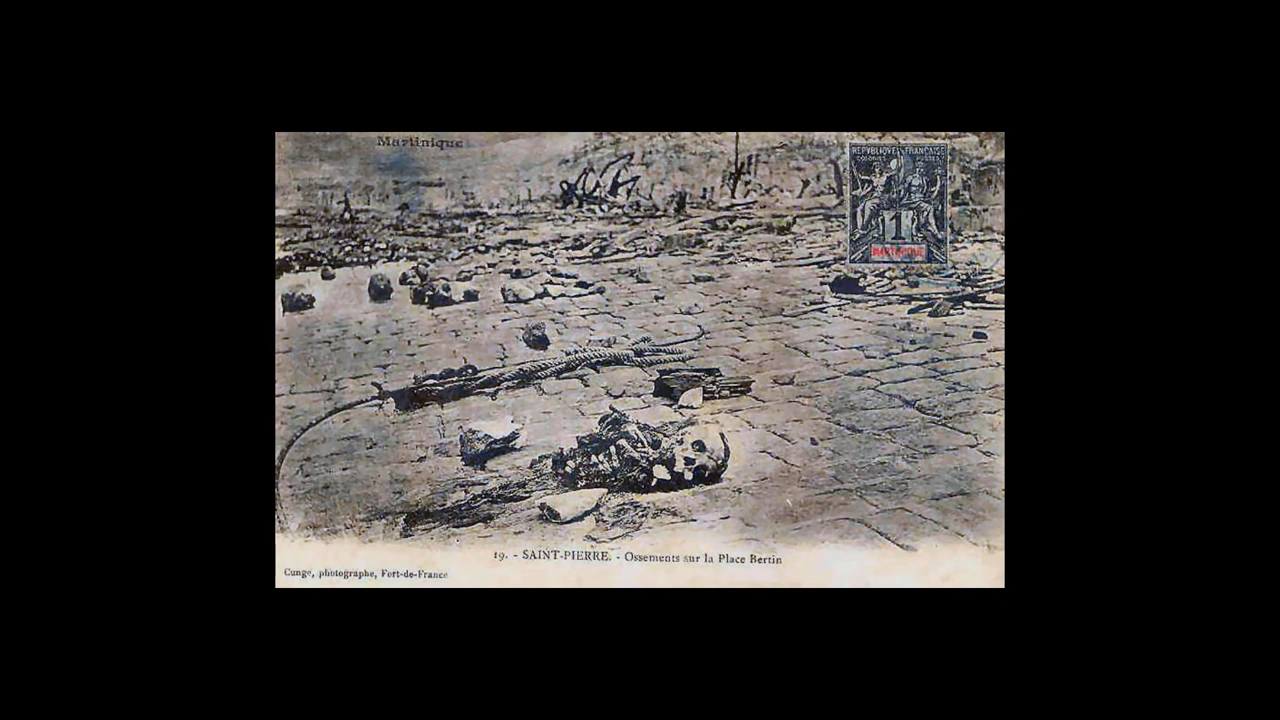 Martinique
REPUBLIQUE FRANCAISE
COLONIES POSTES
1
MARTINIQUE
19. - SAINT-PIERRE. - Ossements sur la Place Bertin
Cunge, photographe, Fort-de-France